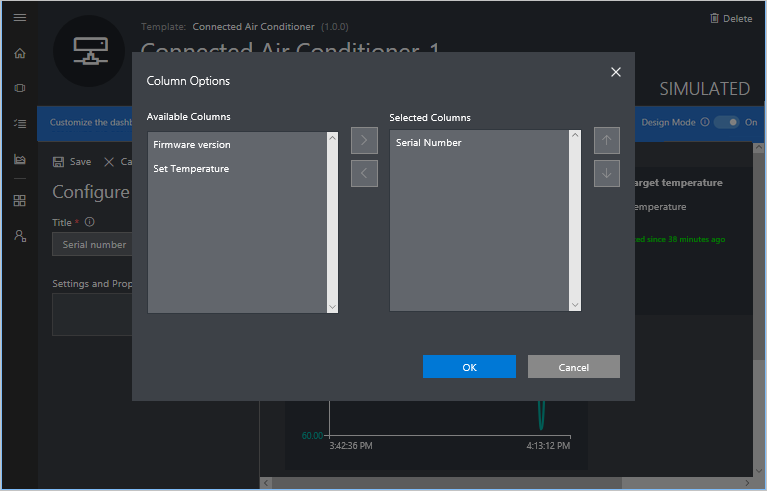 Template: Connected Air Conditioner (1.0.0)
Delete
Connected Air Conditioner 1
SIMULATED
Customize the dashb
Design Mode
On
Column Options
Available Columns
Selected Columns
Firmware version
Set Temperature
Serial Number
OK
Cancel
Save
Ca
Configure
Title *
Serial number
Settings and Prop
arget temperature
emperature
ed since 38 minutes ago
60.00
3:42:36 PM
4:13:12 PM